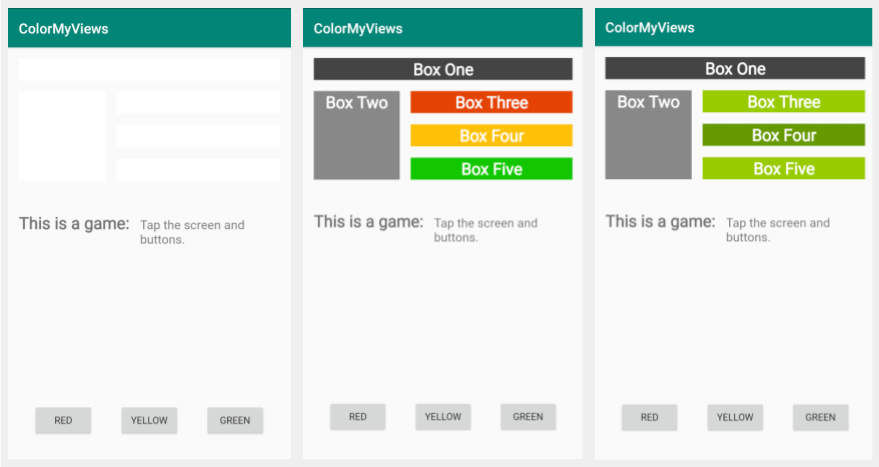 ColorMyViews
This is a game:
Tap the screen and
buttons.
RED
YELLOW
GREEN
ColorMyViews
Box One
Box Two
Box Three
Box Four
Box Five
This is a game:
Tap the screen and
buttons.
RED
YELLOW
GREEN
ColorMyViews
Box One
Box Two
Box Three
Box Four
Box Five
This is a game:
Tap the screen and
buttons.
RED
YELLOW
GREEN